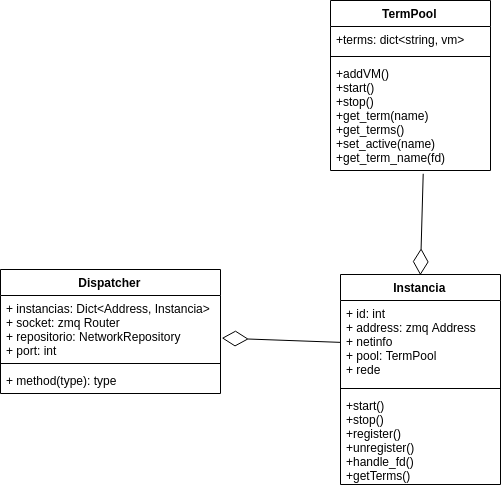 TermPool
+terms: dict<string, vm>
+addVM()
+start()
+stop()
+get_term(name)
+get_terms()
+set_active(name)
+get_term_name(fd)
Dispatcher
+ instancias: Dict<Address, Instancia>
+ socket: zmq Router
+ repositorio: NetworkRepository
+ port: int
+ method(type): type
Instancia
+ id: int
+ address: zmq Address
+ netinfo
+ pool: TermPool
+ rede
+start()
+stop()
+register()
+unregister()
+handle_fd()
+getTerms()